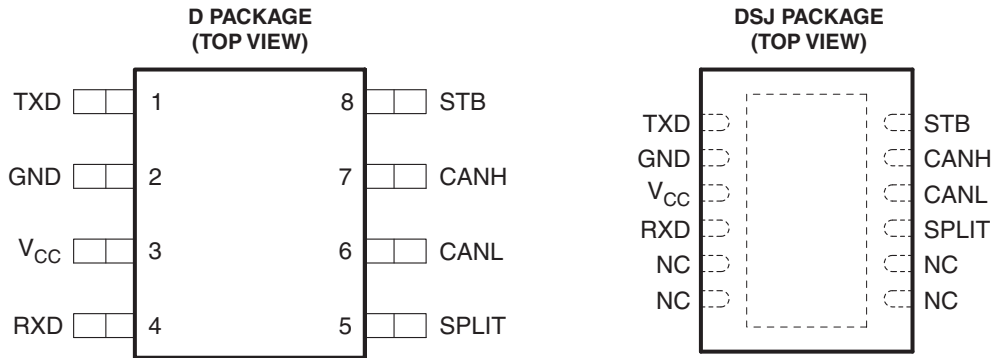 D PACKAGE
(TOP VIEW)
TXD 1 8 STB
GND 2 7 CANH
VCC 3 6 CANL
RXD 4 5 SPLIT
DSJ PACKAGE
(TOP VIEW)
TXD STB
GND CANH
VCC CANL
RXD SPLIT
NC NC
NC NC